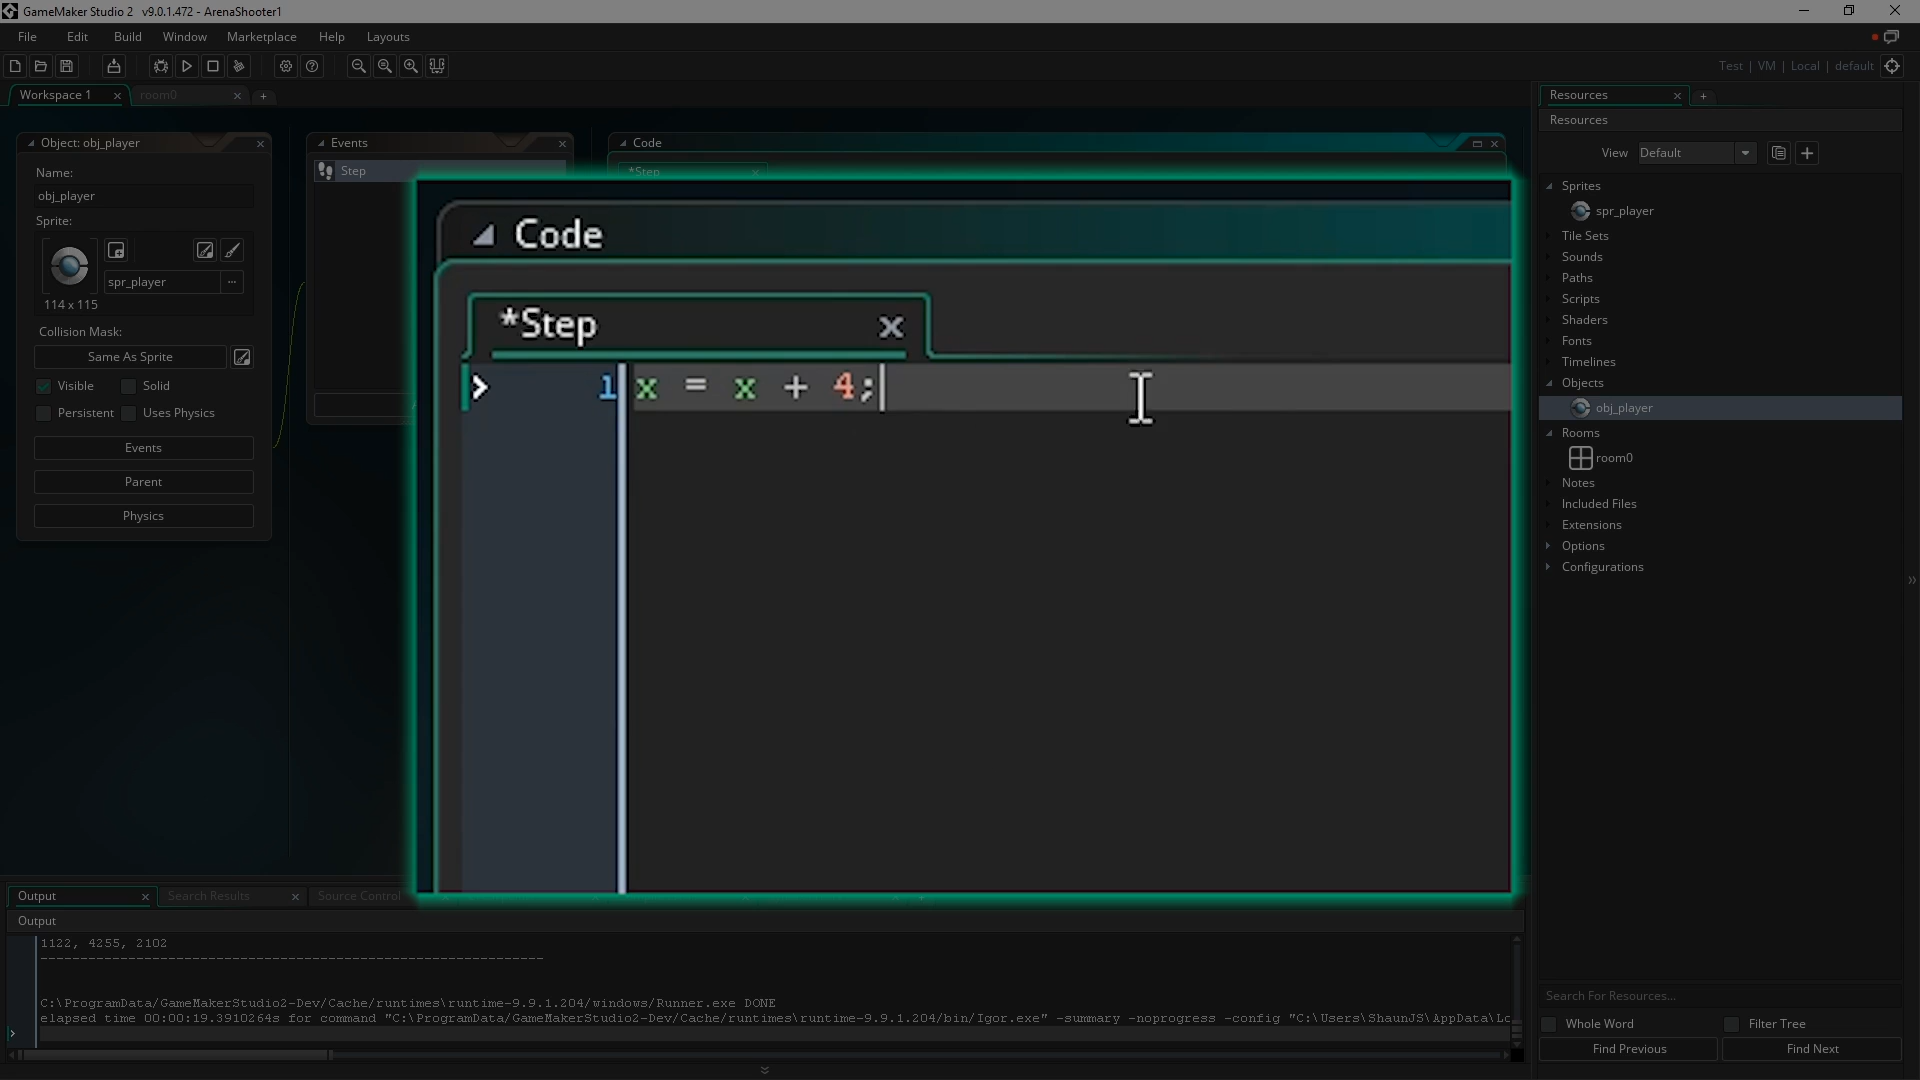 GameMaker Studio 2   v9.0.1.472 - ArenaShooter1
File Edit Build Window Marketplace Help Layouts
Test | VM | Local | default
Workspace 1
room0
Object: obj_player
Name:
obj_player
Sprite:
spr_player
114 x 115
Collision Mask:
Same As Sprite
Visible Solid
Persistent Uses Physics
Events
Parent
Physics
Events
Step
Code
*Step
Code
*Step
1 x = x + 4;
Resources
Resources
View Default
Sprites
spr_player
Tile Sets
Sounds
Paths
Scripts
Shaders
Fonts
Timelines
Objects
obj_player
Rooms
room0
Notes
Included Files
Extensions
Options
Configurations
Search For Resources...
Whole Word Filter Tree
Find Previous Find Next
Output Search Results Source Control
Output
1122, 4255, 2102
----------------------------------------------------------------
C:\ProgramData/GameMakerStudio2-Dev/Cache/runtimes\runtime-9.9.1.204/windows/Runner.exe DONE
elapsed time 00:00:19.3910264s for command "C:\ProgramData/GameMakerStudio2-Dev/Cache/runtimes\runtime-9.9.1.204/bin/Igor.exe" -summary -noprogress -config "C:\Users\ShaunJS\AppData\Lo